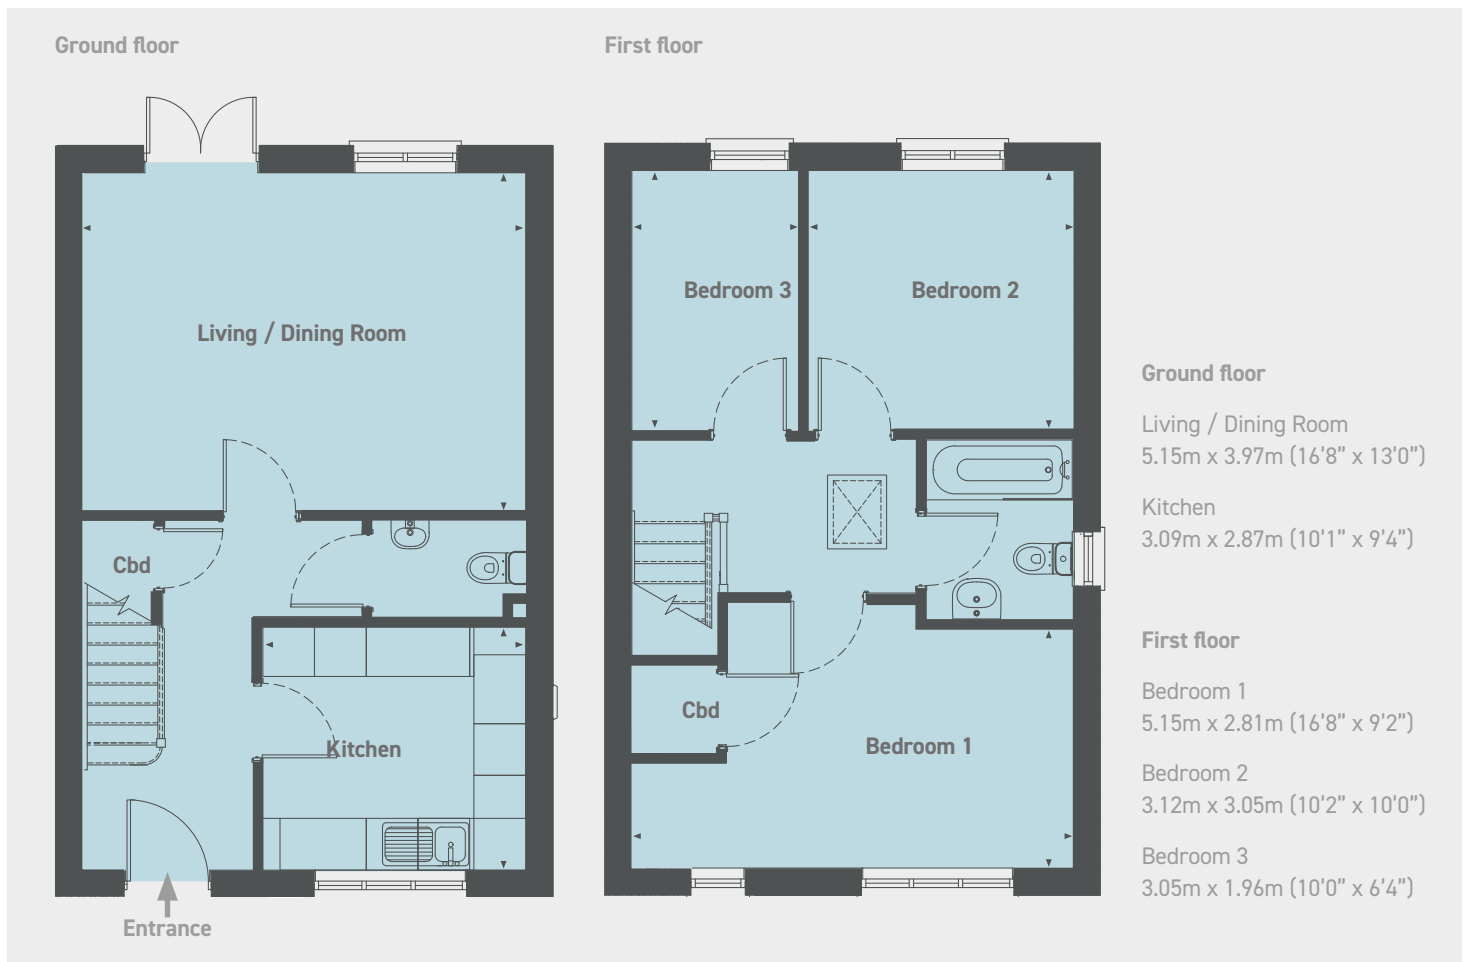 Ground floor
First floor
Living / Dining Room
Cbd
Kitchen
Entrance
Bedroom 3
Bedroom 2
Cbd
Bedroom 1
Ground floor
Living / Dining Room
5.15m x 3.97m (16'8” x 13'0”)
Kitchen
3.09m x 2.87m (10'1” x 9'4”)
First floor
Bedroom 1
5.15m x 2.81m (16'8” x 9'2”)
Bedroom 2
3.12m x 3.05m (10'2” x 10'0”)
Bedroom 3
3.05m x 1.96m (10'0” x 6'4”)